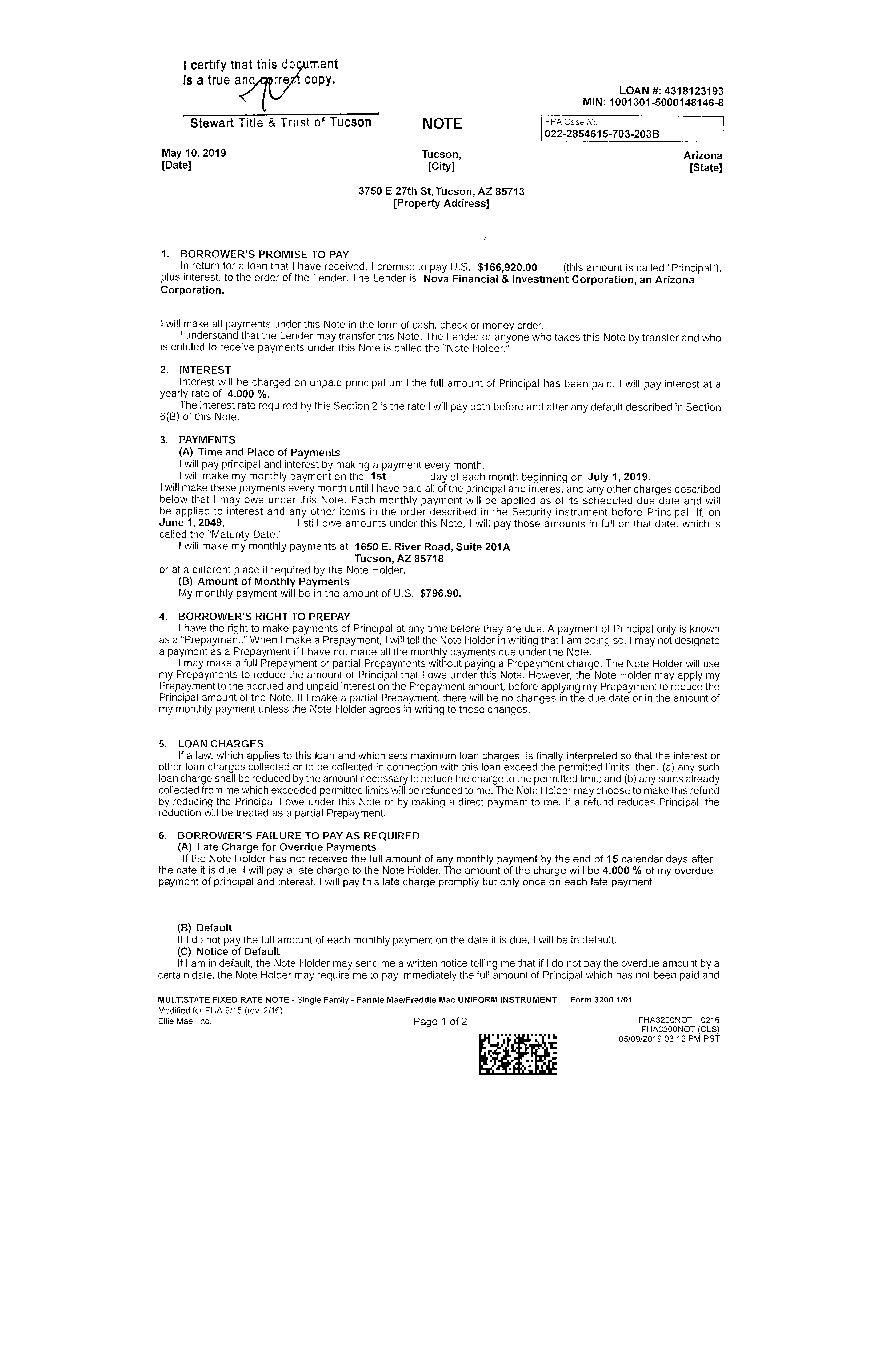 I certify that this document
is a true and correct copy.
Stewart Title & Trust of Tucson
LOAN #: 4318123193
MIN: 1001301-5000148146-8
NOTE
FHA Case No.
022-2854615-703-203B
May 10, 2019
[Date]
Tucson,
[City]
Arizona
[State]
3750 E 27th St, Tucson, AZ 85713
[Property Address]
1. BORROWER'S PROMISE TO PAY
In return for a loan that I have received, I promise to pay U.S. $166,920.00 (this amount is called "Principal"),
plus interest, to the order of the Lender. The Lender is Nova Financial & Investment Corporation, an Arizona
Corporation.
I will make all payments under this Note in the form of cash, check or money order.
I understand that the Lender may transfer this Note. The Lender or anyone who takes this Note by transfer and who
is entitled to receive payments under this Note is called the "Note Holder."
2. INTEREST
Interest will be charged on unpaid principal until the full amount of Principal has been paid. I will pay interest at a
yearly rate of 4.000 %.
The interest rate required by this Section 2 is the rate I will pay both before and after any default described in Section
6(B) of this Note.
3. PAYMENTS
(A) Time and Place of Payments
I will pay principal and interest by making a payment every month.
I will make my monthly payment on the 1st day of each month beginning on July 1, 2019.
I will make these payments every month until I have paid all of the principal and interest and any other charges described
below that I may owe under this Note. Each monthly payment will be applied as of its scheduled due date and will
be applied to interest and any other items in the order described in the Security Instrument before Principal. If, on
June 1, 2049, I still owe amounts under this Note, I will pay those amounts in full on that date, which is
called the "Maturity Date."
I will make my monthly payments at 1650 E. River Road, Suite 201A
Tucson, AZ 85718
or at a different place if required by the Note Holder.
(B) Amount of Monthly Payments
My monthly payment will be in the amount of U.S. $796.90.
4. BORROWER'S RIGHT TO PREPAY
I have the right to make payments of Principal at any time before they are due. A payment of Principal only is known
as a "Prepayment." When I make a Prepayment, I will tell the Note Holder in writing that I am doing so. I may not designate
a payment as a Prepayment if I have not made all the monthly payments due under the Note.
I may make a full Prepayment or partial Prepayments without paying a Prepayment charge. The Note Holder will use
my Prepayments to reduce the amount of Principal that I owe under this Note. However, the Note Holder may apply my
Prepayment to the accrued and unpaid interest on the Prepayment amount, before applying my Prepayment to reduce the
Principal amount of the Note. If I make a partial Prepayment, there will be no changes in the due date or in the amount of
my monthly payment unless the Note Holder agrees in writing to those changes.
5. LOAN CHARGES
If a law, which applies to this loan and which sets maximum loan charges, is finally interpreted so that the interest or
other loan charges collected or to be collected in connection with this loan exceed the permitted limits, then: (a) any such
loan charge shall be reduced by the amount necessary to reduce the charge to the permitted limit; and (b) any sums already
collected from me which exceeded permitted limits will be refunded to me. The Note Holder may choose to make this refund
by reducing the Principal I owe under this Note or by making a direct payment to me. If a refund reduces Principal, the
reduction will be treated as a partial Prepayment.
6. BORROWER'S FAILURE TO PAY AS REQUIRED
(A) Late Charge for Overdue Payments
If the Note Holder has not received the full amount of any monthly payment by the end of 15 calendar days after
the date it is due, I will pay a late charge to the Note Holder. The amount of the charge will be 4.000 % of my overdue
payment of principal and interest. I will pay this late charge promptly but only once on each late payment.
(B) Default
If I do not pay the full amount of each monthly payment on the date it is due, I will be in default.
(C) Notice of Default
If I am in default, the Note Holder may send me a written notice telling me that if I do not pay the overdue amount by a
certain date, the Note Holder may require me to pay immediately the full amount of Principal which has not been paid and
MULTISTATE FIXED RATE NOTE - Single Family - Fannie Mae/Freddie Mac UNIFORM INSTRUMENT Form 3200 1/01
Modified for FHA 9/15 (rev. 2/16)
Ellie Mae, Inc.
Page 1 of 2
FHA3200NOT 0216
FHA3200NOT (CLS)
05/09/2019 03:12 PM PST